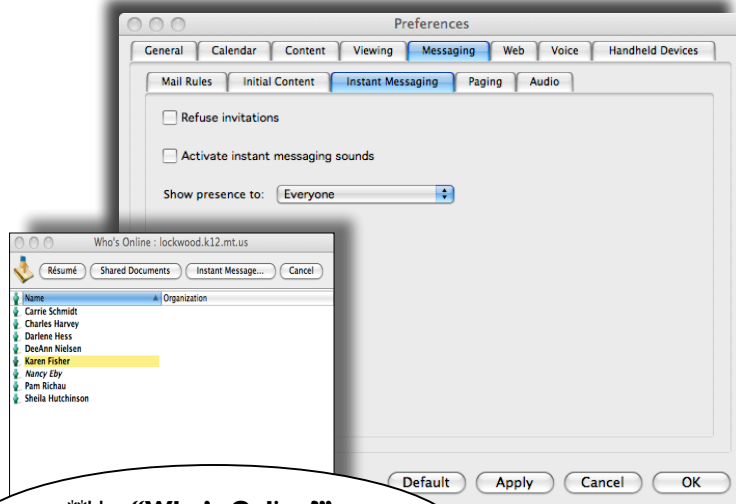 Preferences
General Calendar Content Viewing Messaging Web Voice Handheld Devices
Mail Rules Initial Content Instant Messaging Paging Audio
Refuse invitations
Activate instant messaging sounds
Show presence to: Everyone
Who's Online : lockwood.k12.mt.us
Résumé Shared Documents Instant Message... Cancel
Name Organization
Carrie Schmidt
Charles Harvey
Darlene Hess
DeeAnn Nielsen
Karen Fisher
Nancy Eby
Pam Richau
Sheila Hutchinson
Default Apply Cancel OK
"Who's Online"